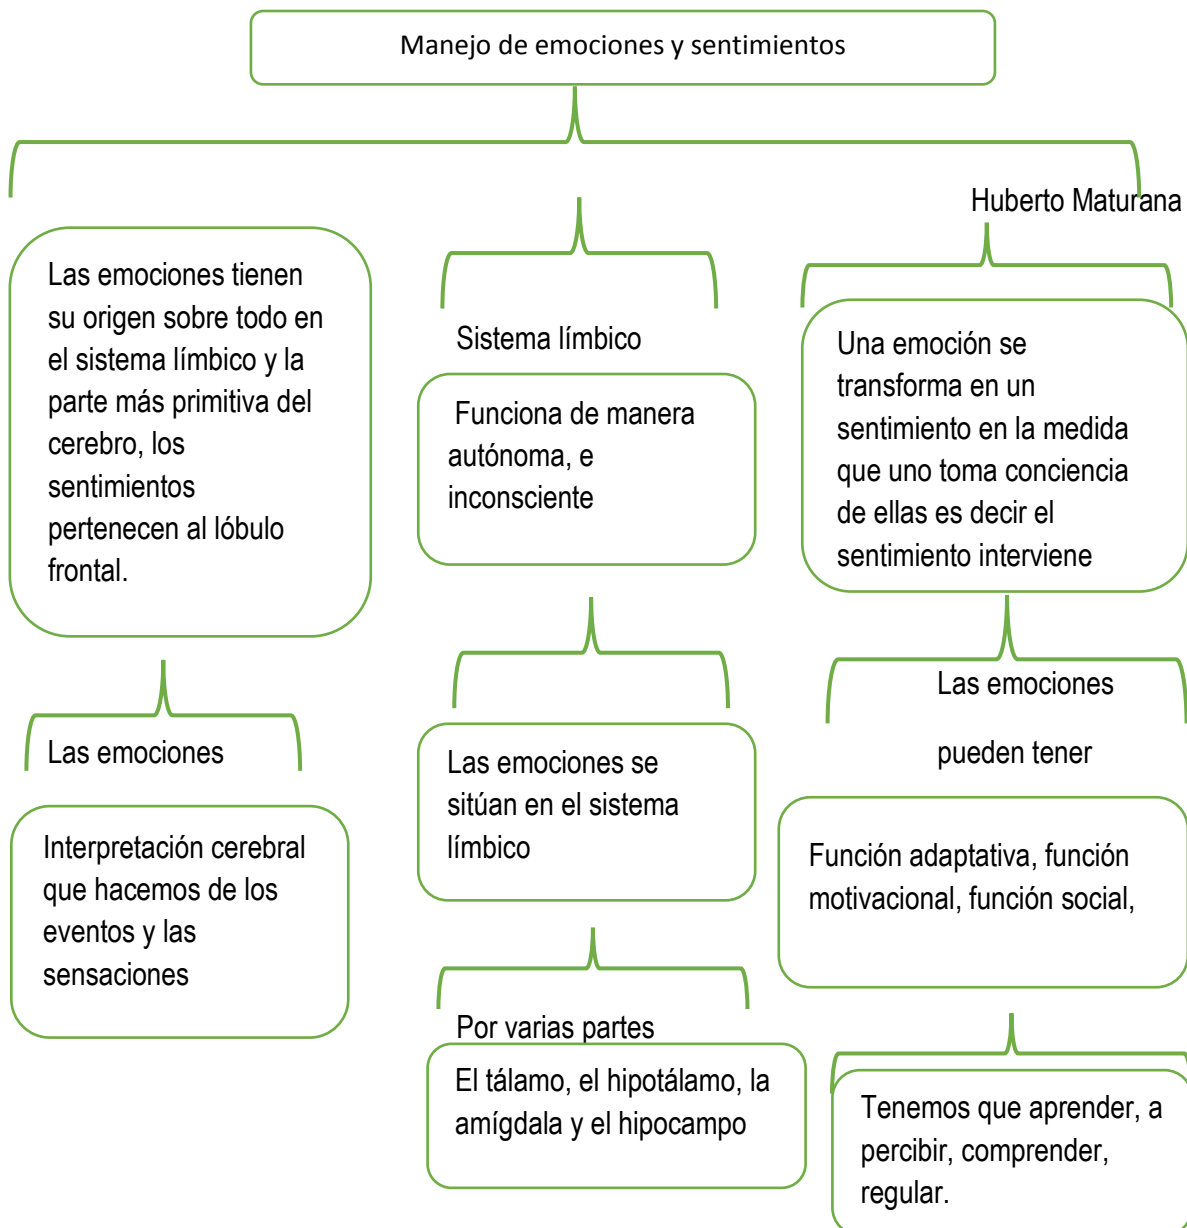 Manejo de emociones y sentimientos
Las emociones tienen
su origen sobre todo en
el sistema límbico y la
parte más primitiva del
cerebro, los
sentimientos
pertenecen al lóbulo
frontal.
Las emociones
Interpretación cerebral
que hacemos de los
eventos y las
sensaciones
Sistema límbico
Funciona de manera
autónoma, e
inconsciente
Las emociones se
sitúan en el sistema
límbico
Por varias partes
El tálamo, el hipotálamo, la
amígdala y el hipocampo
Huberto Maturana
Una emoción se
transforma en un
sentimiento en la medida
que uno toma conciencia
de ellas es decir el
sentimiento interviene
Las emociones
pueden tener
Función adaptativa, función
motivacional, función social,
Tenemos que aprender, a
percibir, comprender,
regular.